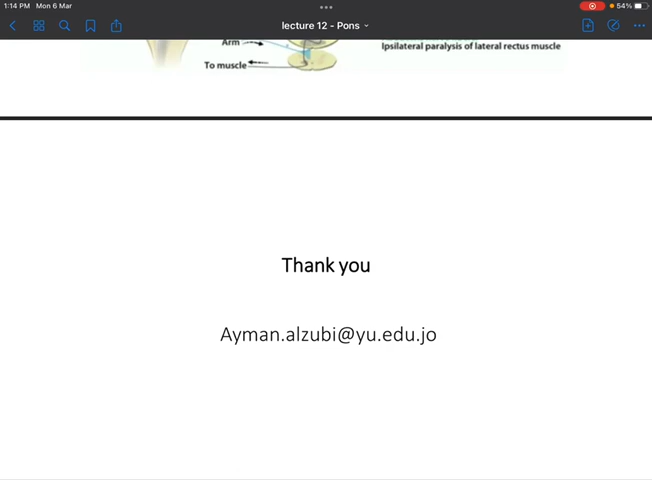 1:14 PM Mon 6 Mar
54%
lecture 12 - Pons
Arm
Ipsilateral paralysis of lateral rectus muscle
To muscle
Thank you
Ayman.alzubi@yu.edu.jo